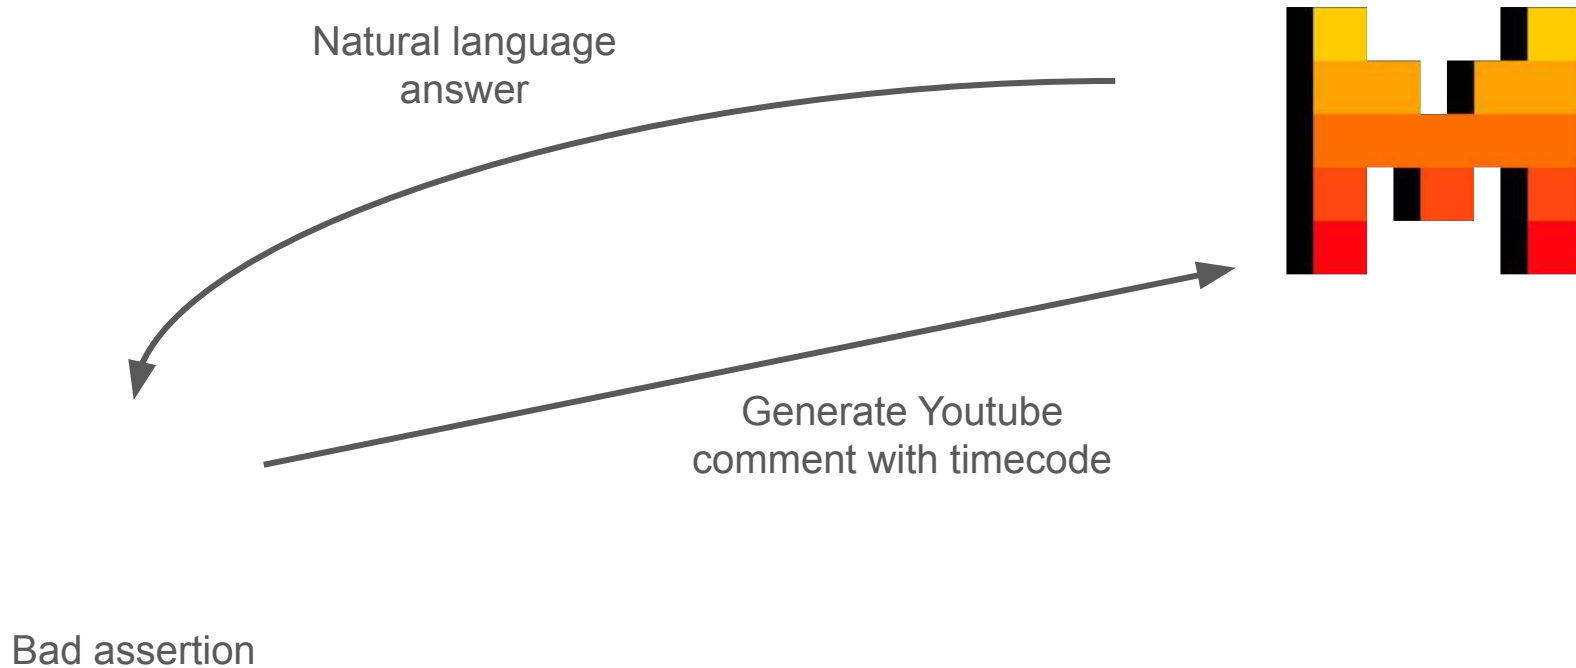 Natural language
answer
Generate Youtube
comment with timecode
Bad assertion